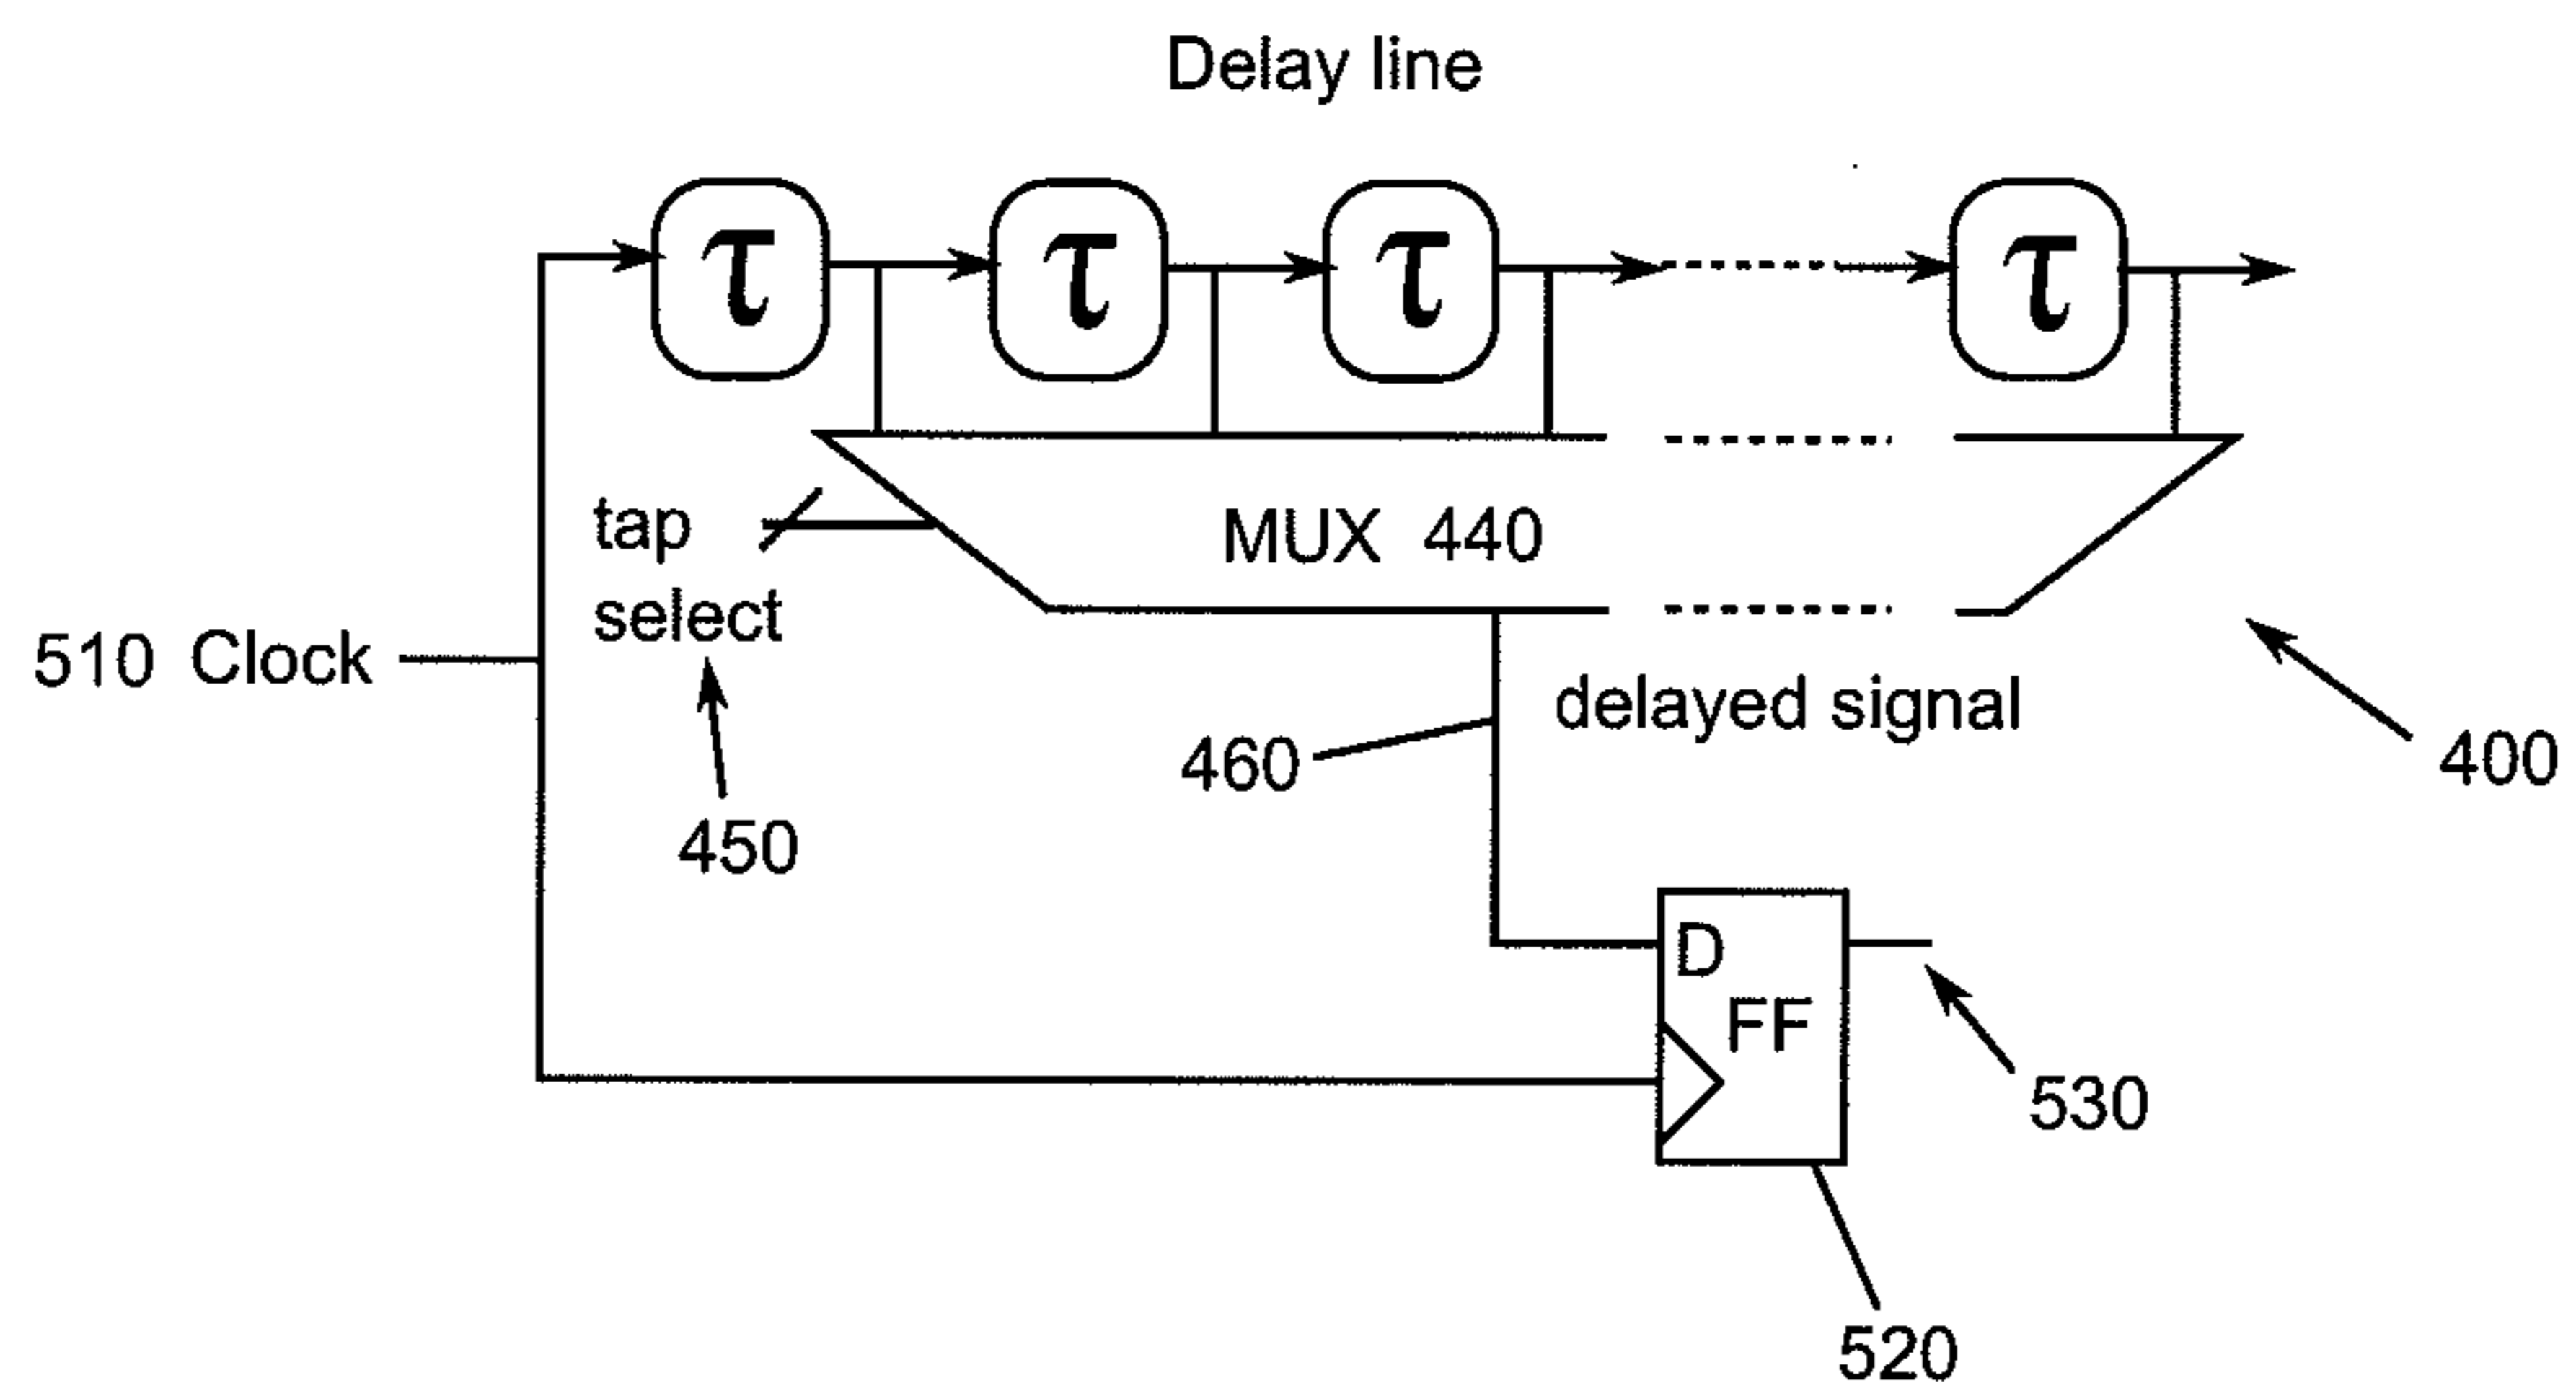 Delay line
τ τ τ τ
tap
select
MUX 440
510 Clock
delayed signal
460
400
450
D
FF
530
520